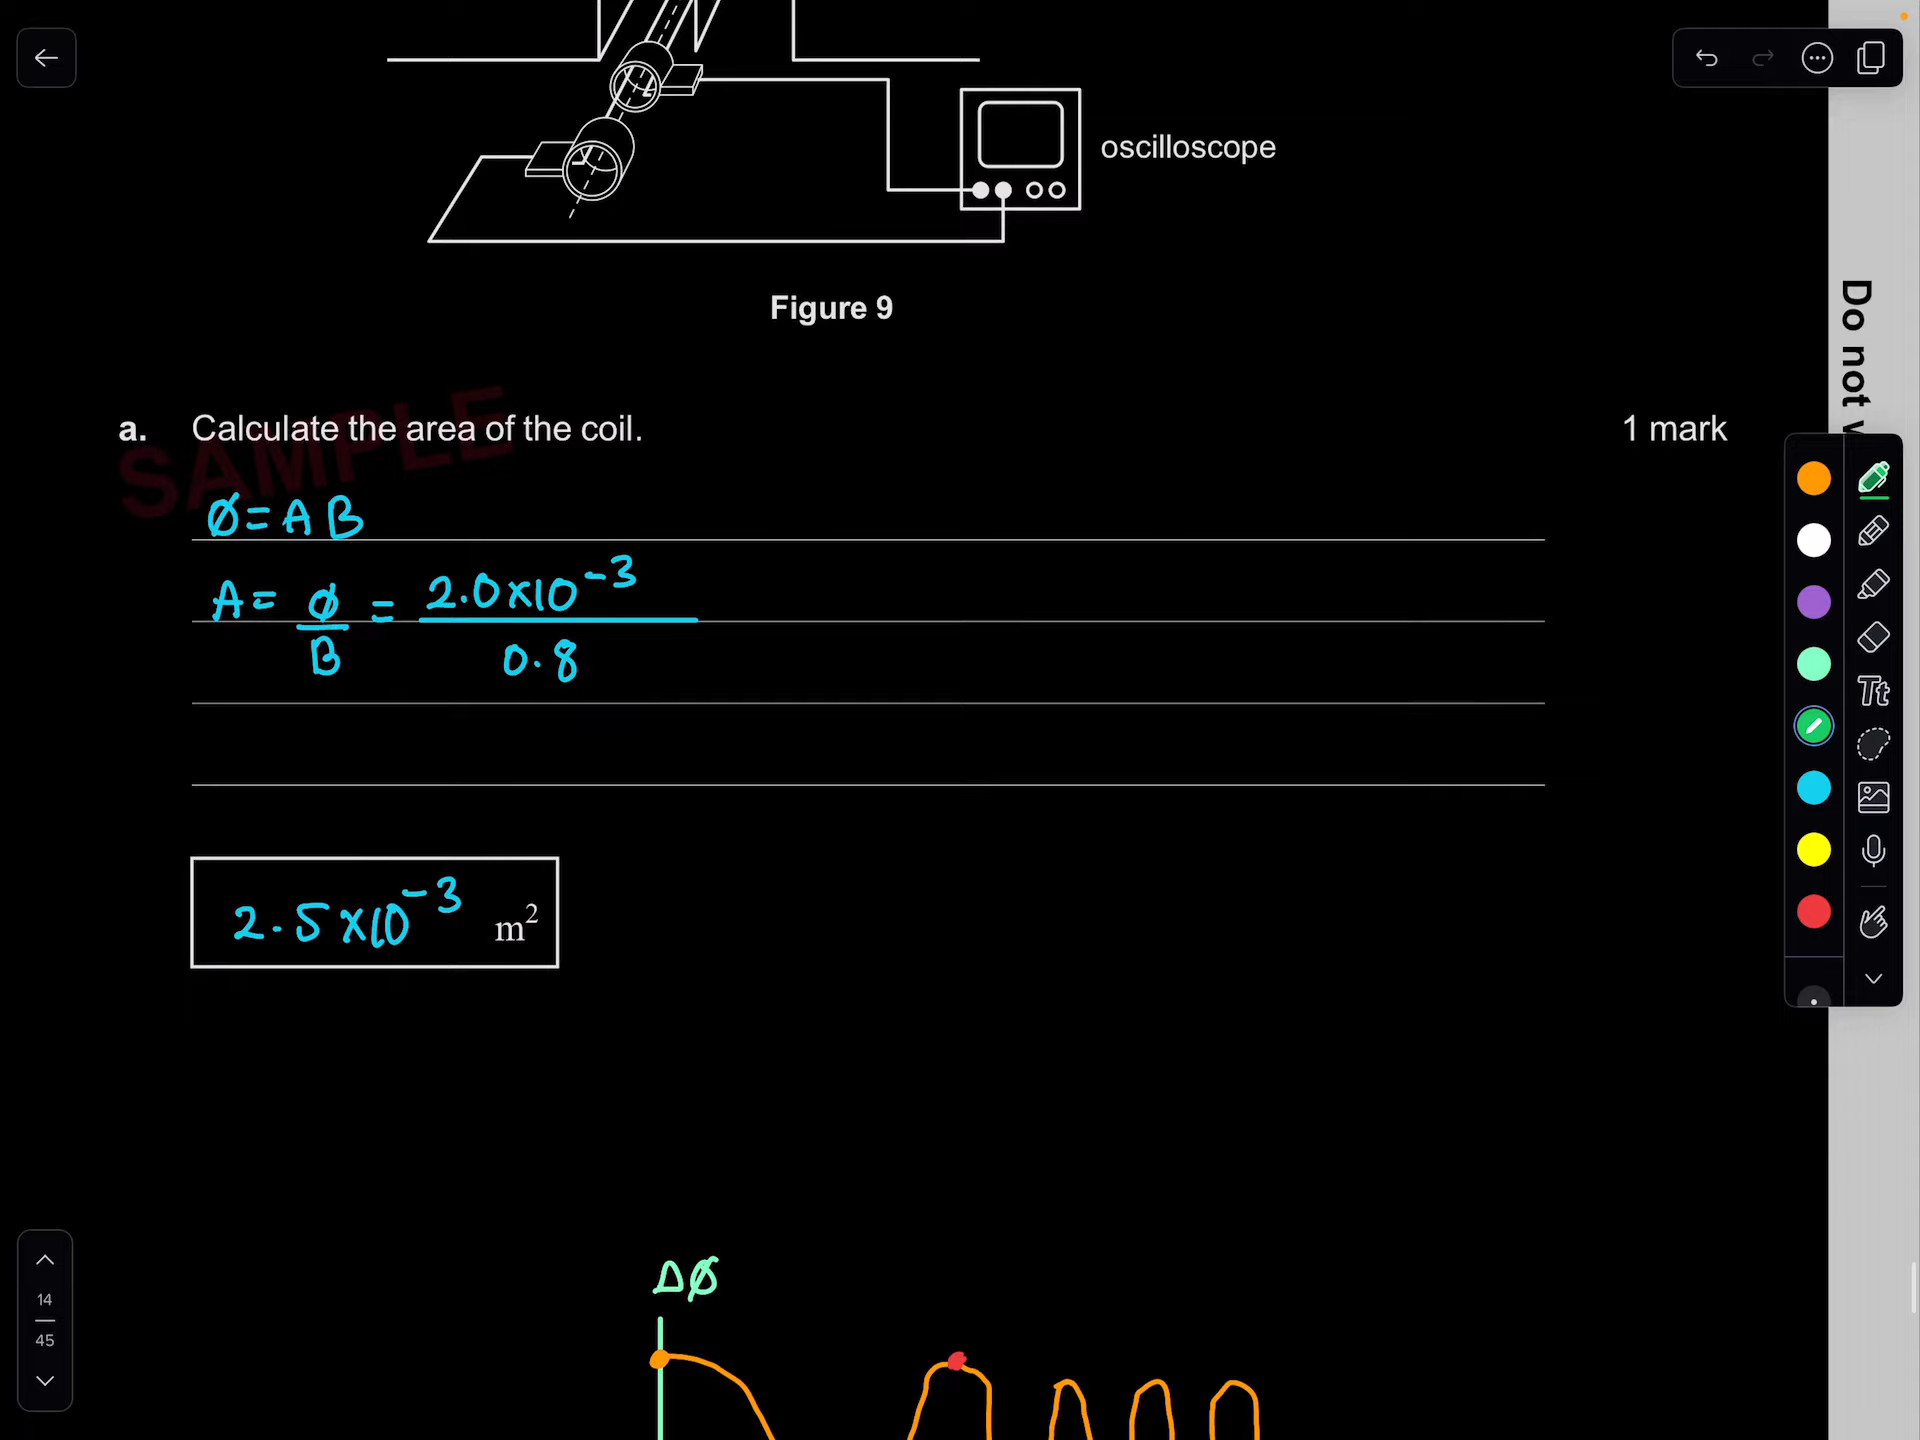 oscilloscope
Figure 9
Do not
SAMPLE
a. Calculate the area of the coil. 1 mark
Ø = A B
A = Ø/B = 2.0×10⁻³/0.8
Tt
2.5×10⁻³ m²
14
45
ΔØ